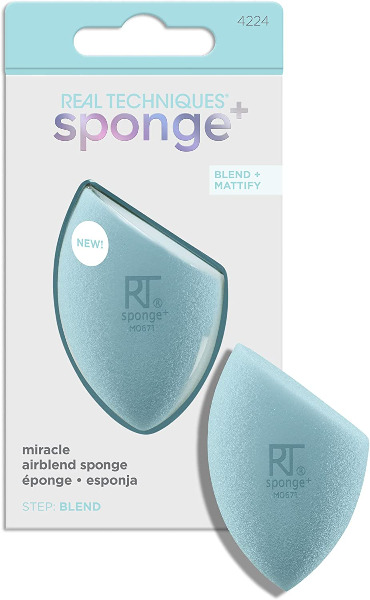 4224
REAL TECHNIQUES®
sponge+
BLEND +
MATTIFY
NEW!
RT®
sponge+
MO671
miracle
airblend sponge
éponge • esponja
STEP: BLEND
RT®
sponge+
MO671